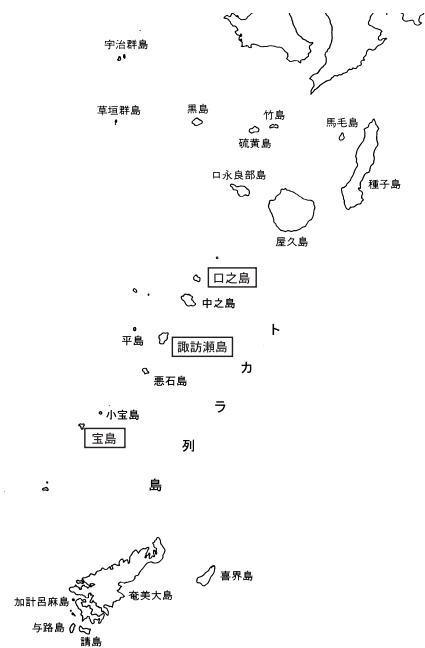 宇治群島
草垣群島
黒島
竹島
硫黄島
馬毛島
種子島
口永良部島
屋久島
口之島
中之島
平島
諏訪瀬島
悪石島
小宝島
宝島
トカラ列島
喜界島
奄美大島
加計呂麻島
与路島
請島